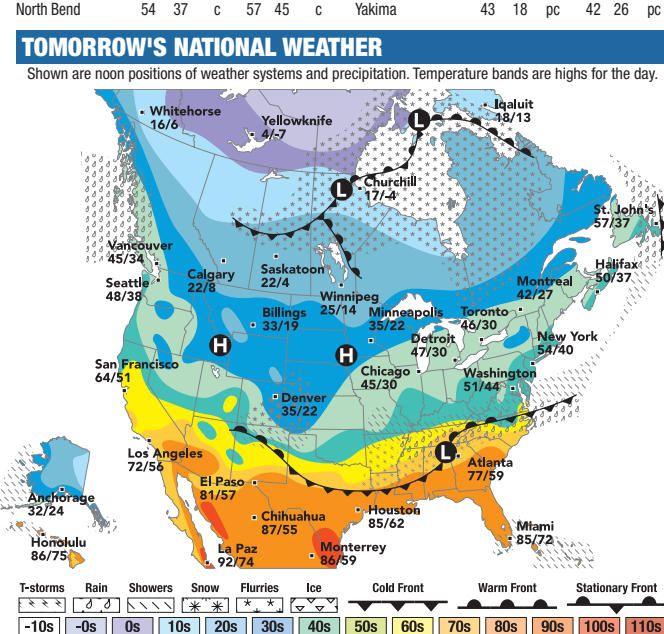 North Bend 54 37 c 57 45 c Yakima 43 18 pc 42 26 pc
TOMORROW'S NATIONAL WEATHER
Shown are noon positions of weather systems and precipitation. Temperature bands are highs for the day.
Whitehorse
16/6
Yellowknife
4/-7
L
Iqaluit
18/13
L
Churchill
17/-4
St. John's
57/37
Vancouver
45/34
Calgary
22/8
Saskatoon
22/4
Winnipeg
25/14
Halifax
50/37
Montreal
42/27
Seattle
48/38
Billings
33/19
Minneapolis
35/22
Toronto
46/30
H
H
Detroit
47/30
New York
54/40
San Francisco
64/51
Chicago
45/30
Washington
51/44
Denver
35/22
Los Angeles
72/56
L
Atlanta
77/59
El Paso
81/57
Anchorage
32/24
Chihuahua
87/55
Houston
85/62
Miami
85/72
Honolulu
86/75
La Paz
92/74
Monterrey
86/59
T-storms Rain Showers Snow Flurries Ice Cold Front Warm Front Stationary Front
-10s -0s 0s 10s 20s 30s 40s 50s 60s 70s 80s 90s 100s 110s